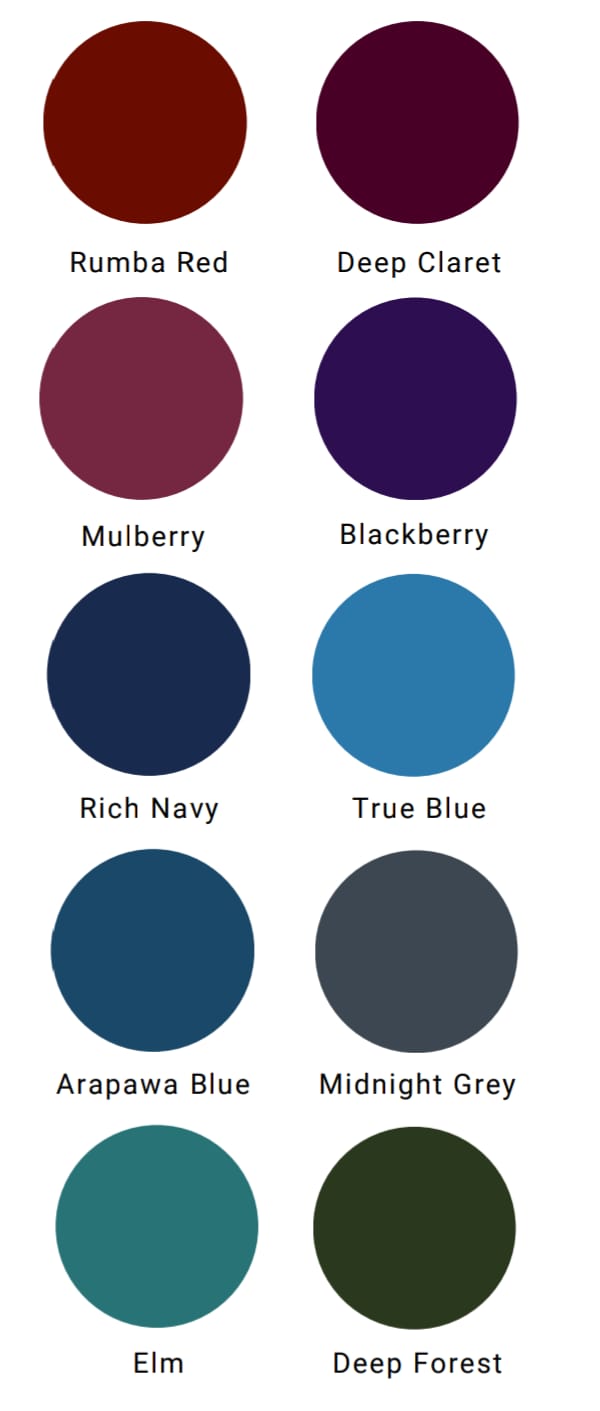 Rumba Red
Deep Claret
Mulberry
Blackberry
Rich Navy
True Blue
Arapawa Blue
Midnight Grey
Elm
Deep Forest